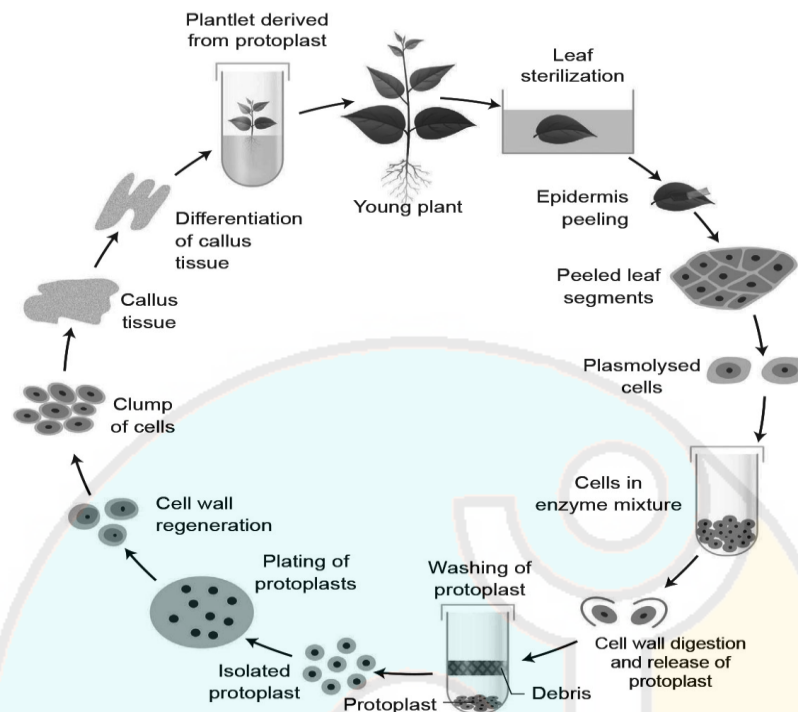 Plantlet derived
from protoplast
Young plant
Leaf
sterilization
Epidermis
peeling
Peeled leaf
segments
Plasmolysed
cells
Cells in
enzyme mixture
Cell wall digestion
and release of
protoplast
Washing of
protoplast
Debris
Protoplast
Isolated
protoplast
Plating of
protoplasts
Cell wall
regeneration
Clump
of cells
Callus
tissue
Differentiation
of callus
tissue